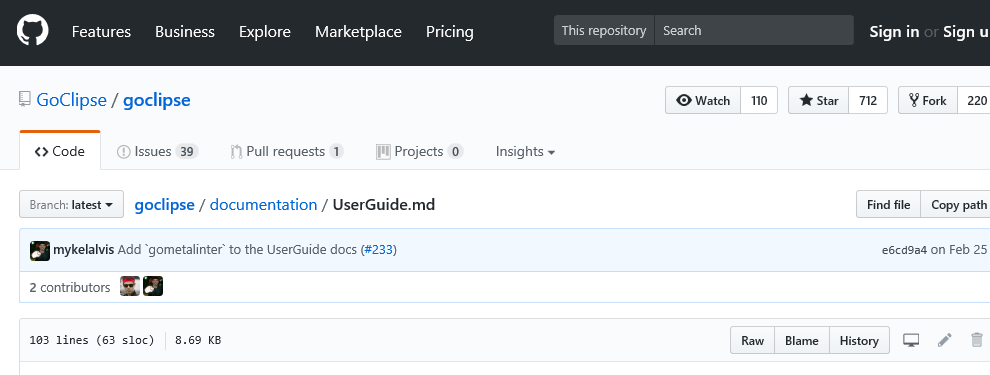 Features Business Explore Marketplace Pricing This repository Search Sign in or Sign u
GoClipse / goclipse Watch 110 Star 712 Fork 220
Code Issues 39 Pull requests 1 Projects 0 Insights
Branch: latest goclipse / documentation / UserGuide.md Find file Copy path
mykelalvis Add `gometalinter` to the UserGuide docs (#233) e6cd9a4 on Feb 25
2 contributors
103 lines (63 sloc) 8.69 KB Raw Blame History